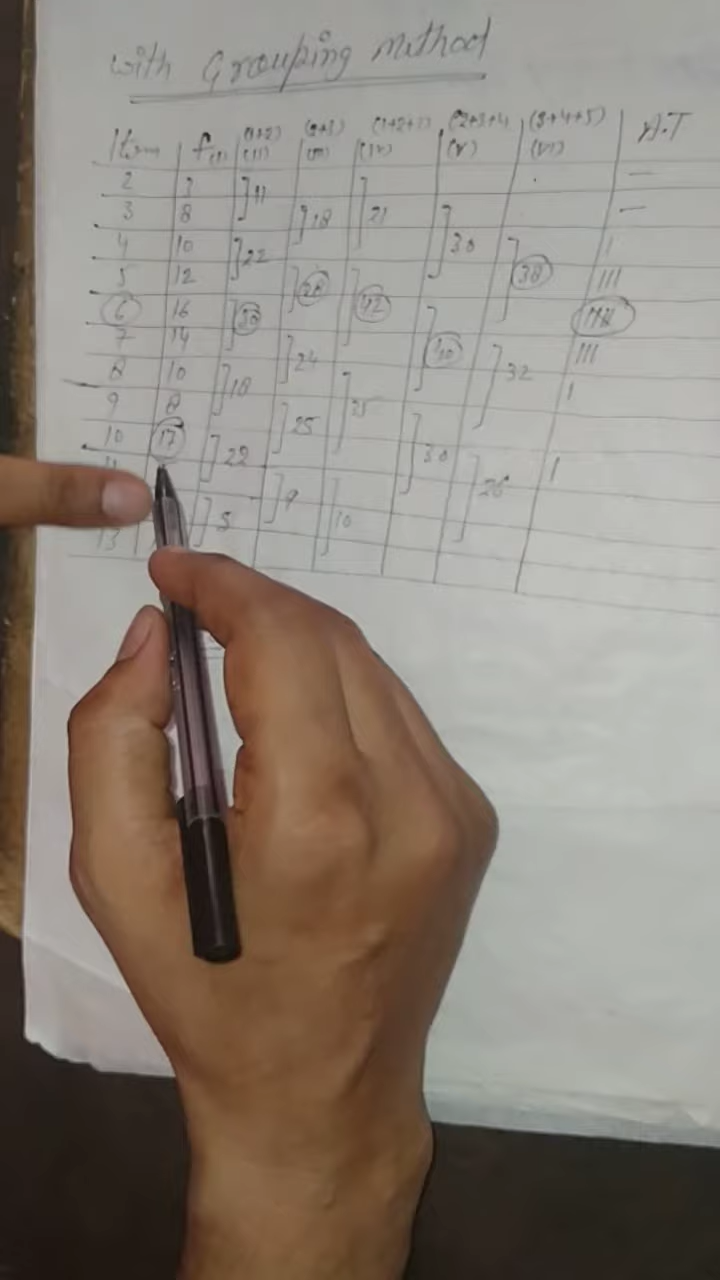 with Grouping Method
Item f(I) (1+2) (II) (2+3) (III) (1+2+3) (IV) (2+3+4 (V) (3+4+5) (VI) A.T
2 3 11 —
3 8 18 21 —
4 10 22 30 I
5 12 28 38 III
6 16 30 42
7 14 24 40 III
8 10 18 32 I
9 8 25
10 17 22 30 I
9 26
5 10
13